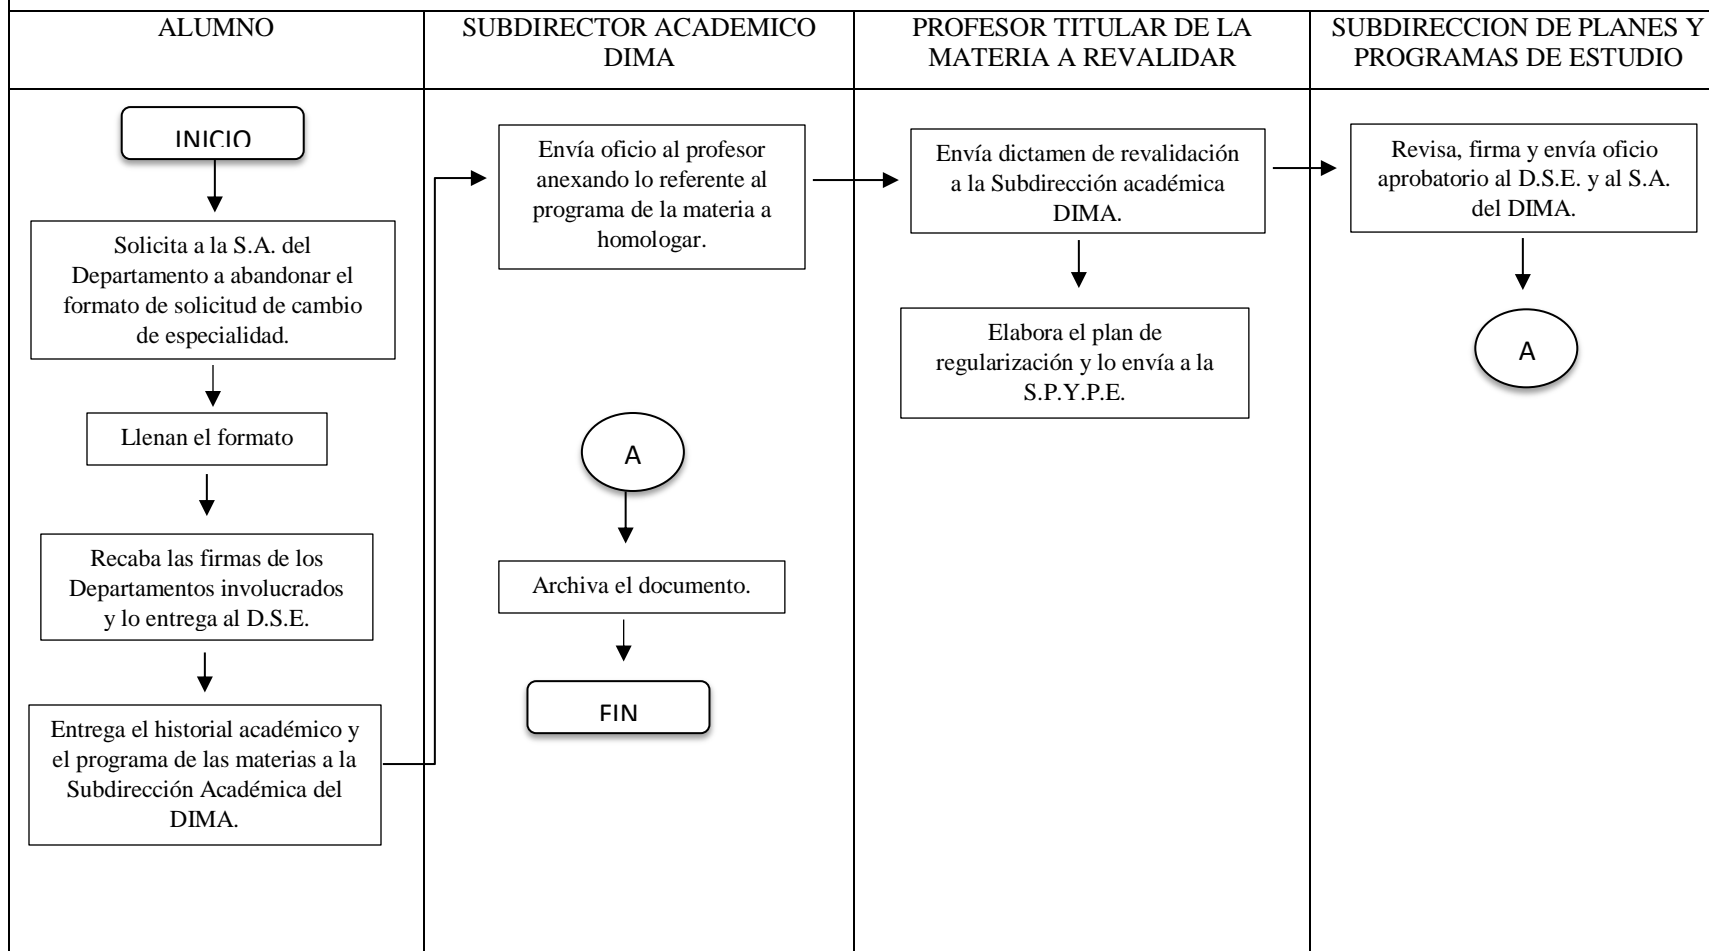 ALUMNO
SUBDIRECTOR ACADEMICO
DIMA
PROFESOR TITULAR DE LA
MATERIA A REVALIDAR
SUBDIRECCION DE PLANES Y
PROGRAMAS DE ESTUDIO
INICIO
Solicita a la S.A. del
Departamento a abandonar el
formato de solicitud de cambio
de especialidad.
Llenan el formato
Recaba las firmas de los
Departamentos involucrados
y lo entrega al D.S.E.
Entrega el historial académico y
el programa de las materias a la
Subdirección Académica del
DIMA.
Envía oficio al profesor
anexando lo referente al
programa de la materia a
homologar.
A
Archiva el documento.
FIN
Envía dictamen de revalidación
a la Subdirección académica
DIMA.
Elabora el plan de
regularización y lo envía a la
S.P.Y.P.E.
Revisa, firma y envía oficio
aprobatorio al D.S.E. y al S.A.
del DIMA.
A